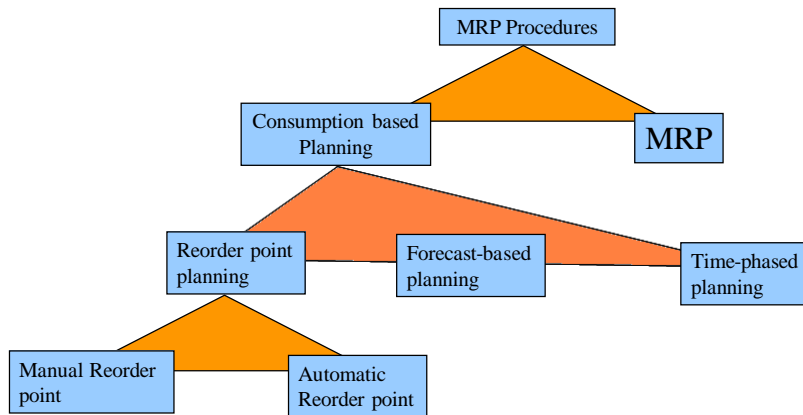 MRP Procedures
Consumption based
Planning
MRP
Reorder point
planning
Forecast-based
planning
Time-phased
planning
Manual Reorder
point
Automatic
Reorder point